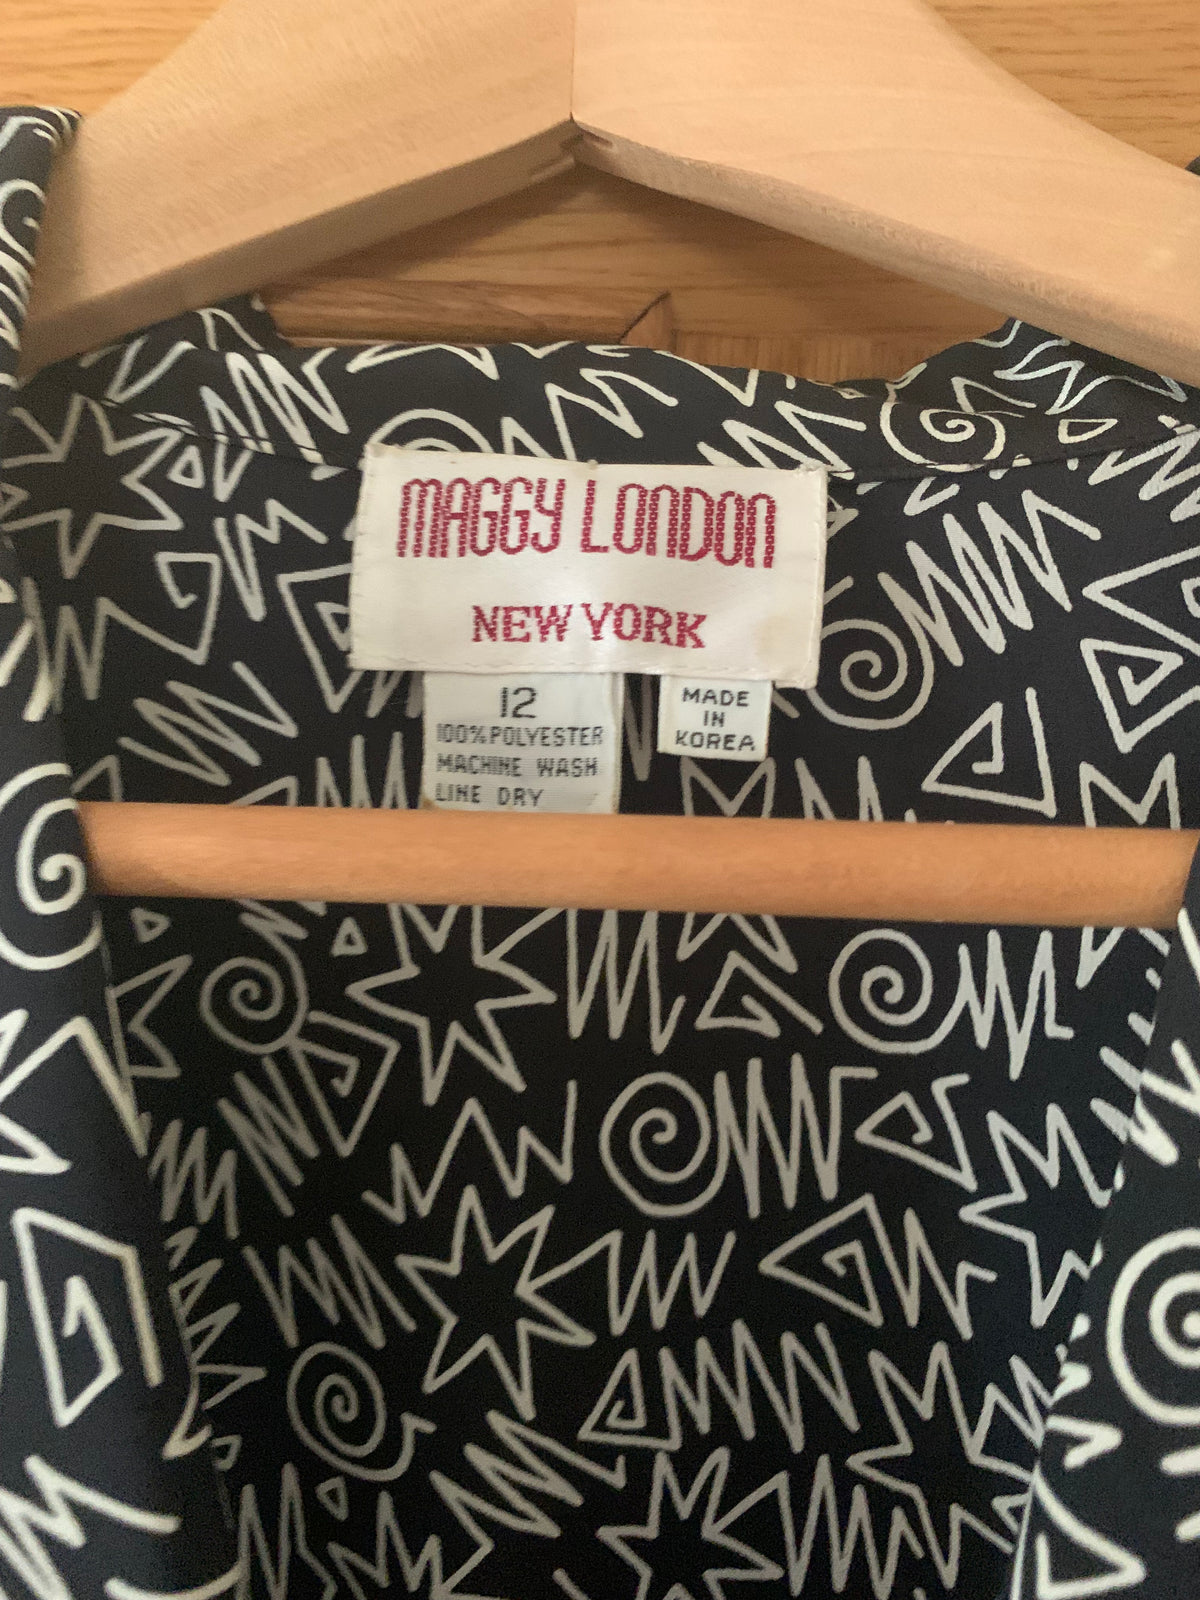 MAGGY LONDON
NEW YORK
12
100% POLYESTER
MACHINE WASH
LINE DRY
MADE
IN
KOREA